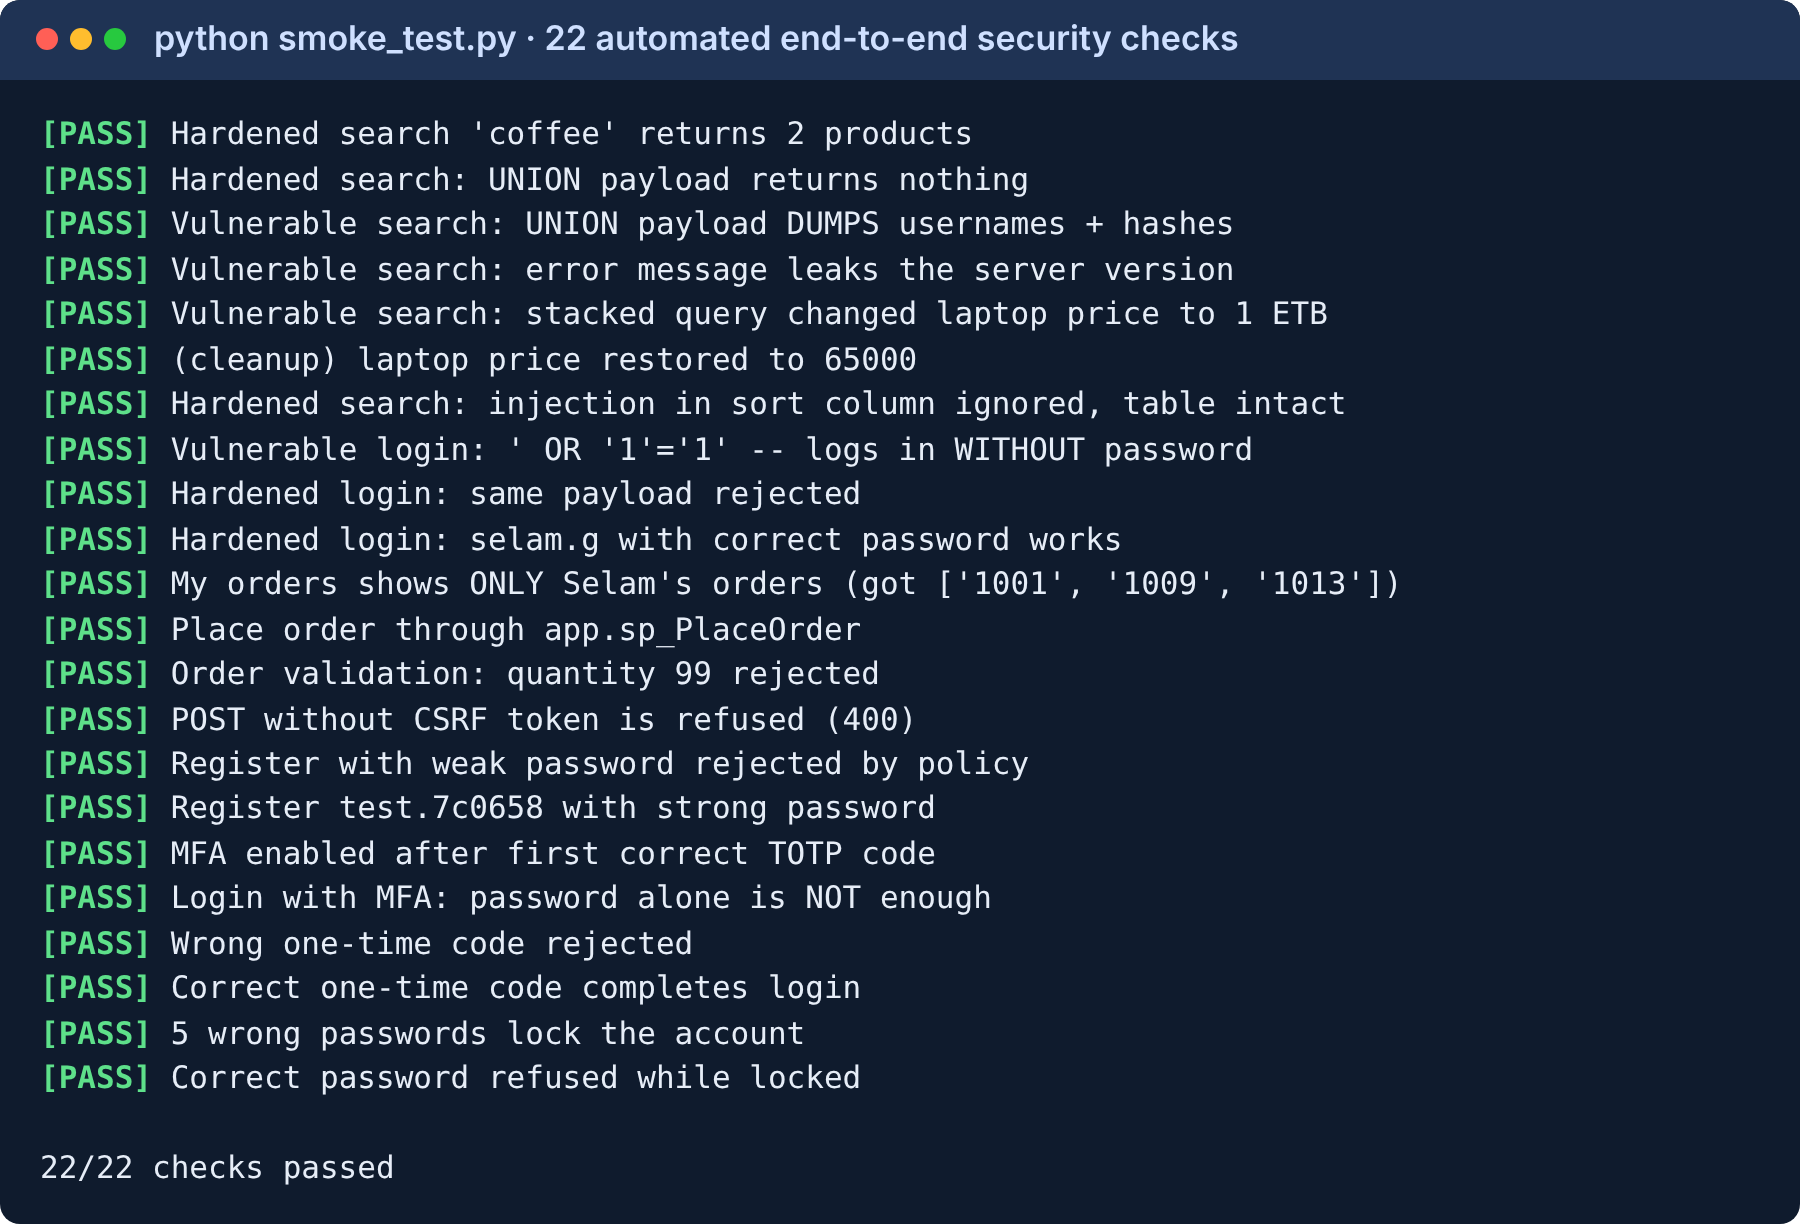 python smoke_test.py · 22 automated end-to-end security checks
[PASS] Hardened search 'coffee' returns 2 products
[PASS] Hardened search: UNION payload returns nothing
[PASS] Vulnerable search: UNION payload DUMPS usernames + hashes
[PASS] Vulnerable search: error message leaks the server version
[PASS] Vulnerable search: stacked query changed laptop price to 1 ETB
[PASS] (cleanup) laptop price restored to 65000
[PASS] Hardened search: injection in sort column ignored, table intact
[PASS] Vulnerable login: ' OR '1'='1' -- logs in WITHOUT password
[PASS] Hardened login: same payload rejected
[PASS] Hardened login: selam.g with correct password works
[PASS] My orders shows ONLY Selam's orders (got ['1001', '1009', '1013'])
[PASS] Place order through app.sp_PlaceOrder
[PASS] Order validation: quantity 99 rejected
[PASS] POST without CSRF token is refused (400)
[PASS] Register with weak password rejected by policy
[PASS] Register test.7c0658 with strong password
[PASS] MFA enabled after first correct TOTP code
[PASS] Login with MFA: password alone is NOT enough
[PASS] Wrong one-time code rejected
[PASS] Correct one-time code completes login
[PASS] 5 wrong passwords lock the account
[PASS] Correct password refused while locked
22/22 checks passed